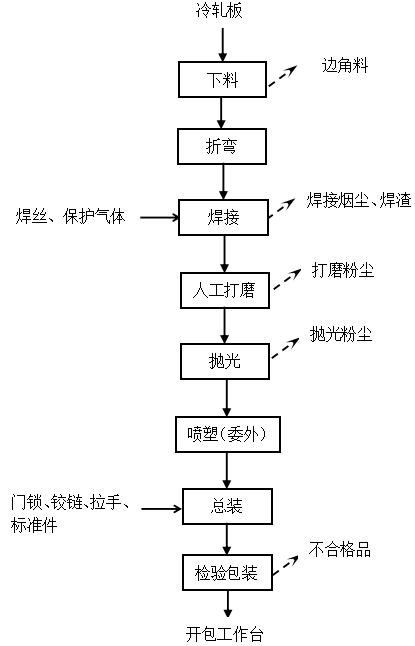 冷轧板
下料
边角料
折弯
焊丝、保护气体
焊接
焊接烟尘、焊渣
人工打磨
打磨粉尘
抛光
抛光粉尘
喷塑（委外）
门锁、铰链、拉手、
标准件
总装
检验包装
不合格品
开包工作台